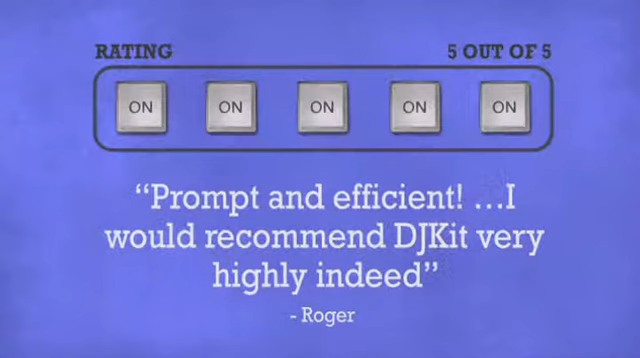 RATING 5 OUT OF 5
ON ON ON ON ON
“Prompt and efficient! ...I
would recommend DJKit very
highly indeed”
- Roger